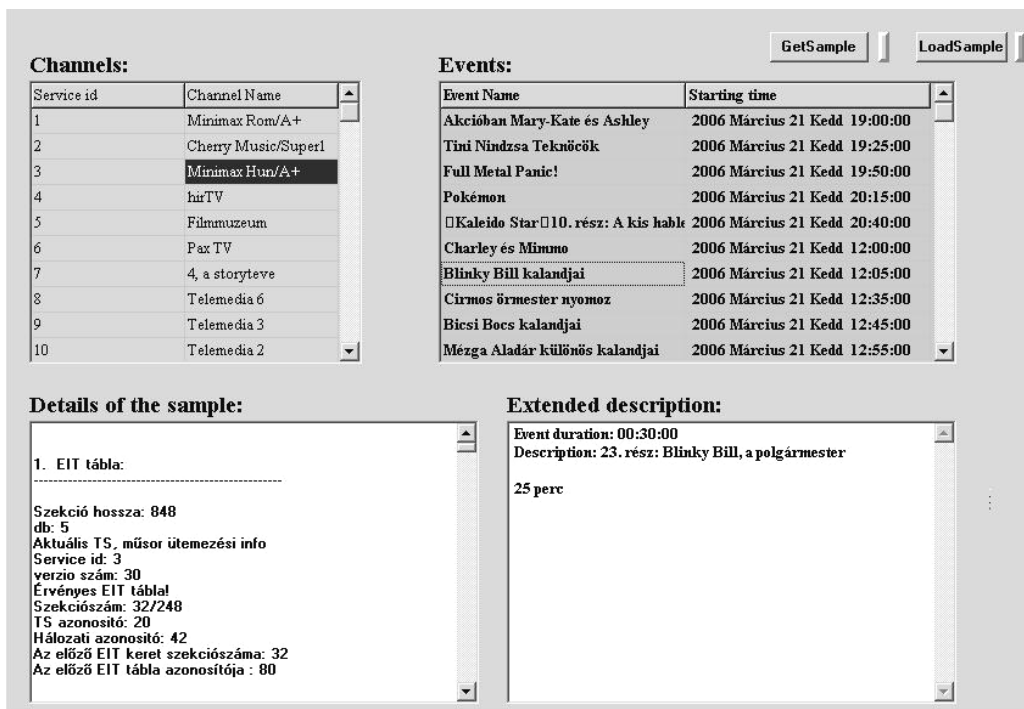 GetSample
LoadSample
Channels:
Events:
Service id Channel Name
1 Minimax Rom/A+
2 Cherry Music/Super1
3 Minimax Hun/A+
4 hirTV
5 Filmmuzeum
6 Pax TV
7 4, a storyteve
8 Telemedia 6
9 Telemedia 3
10 Telemedia 2
Event Name Starting time
Akcióban Mary-Kate és Ashley 2006 Március 21 Kedd 19:00:00
Tini Nindzsa Teknöcök 2006 Március 21 Kedd 19:25:00
Full Metal Panic! 2006 Március 21 Kedd 19:50:00
Pokémon 2006 Március 21 Kedd 20:15:00
▯Kaleido Star▯10. rész: A kis hable 2006 Március 21 Kedd 20:40:00
Charley és Mimmo 2006 Március 21 Kedd 12:00:00
Blinky Bill kalandjai 2006 Március 21 Kedd 12:05:00
Cirmos örmester nyomoz 2006 Március 21 Kedd 12:35:00
Bicsi Bocs kalandjai 2006 Március 21 Kedd 12:45:00
Mézga Aladár különös kalandjai 2006 Március 21 Kedd 12:55:00
Details of the sample:
1. EIT tábla:
------------------------------------------------
Szekció hossza: 848
db: 5
Aktuális TS, műsor ütemezési info
Service id: 3
verzio szám: 30
Érvényes EIT tábla!
Szekciószám: 32/248
TS azonositó: 20
Hálozati azonositó: 42
Az előző EIT keret szekciószáma: 32
Az előző EIT tábla azonosítója : 80
Extended description:
Event duration: 00:30:00
Description: 23. rész: Blinky Bill, a polgármester
25 perc